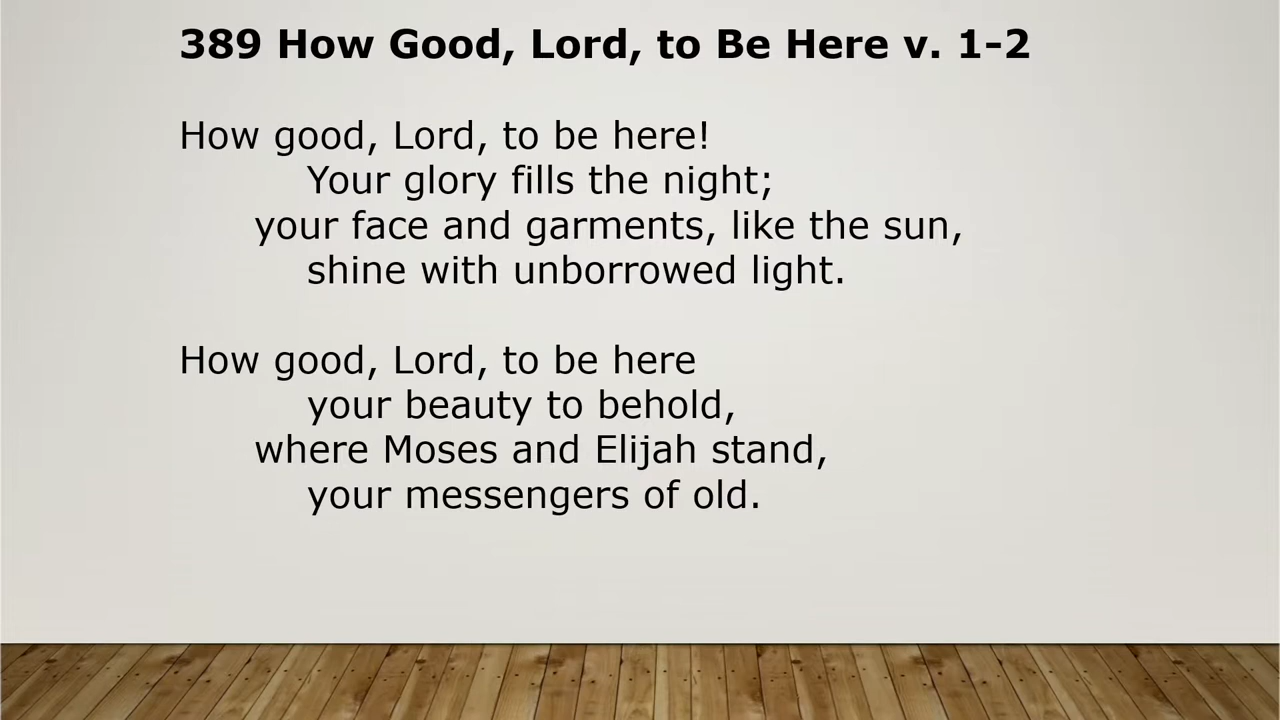 389 How Good, Lord, to Be Here v. 1-2
How good, Lord, to be here!
Your glory fills the night;
your face and garments, like the sun,
shine with unborrowed light.
How good, Lord, to be here
your beauty to behold,
where Moses and Elijah stand,
your messengers of old.